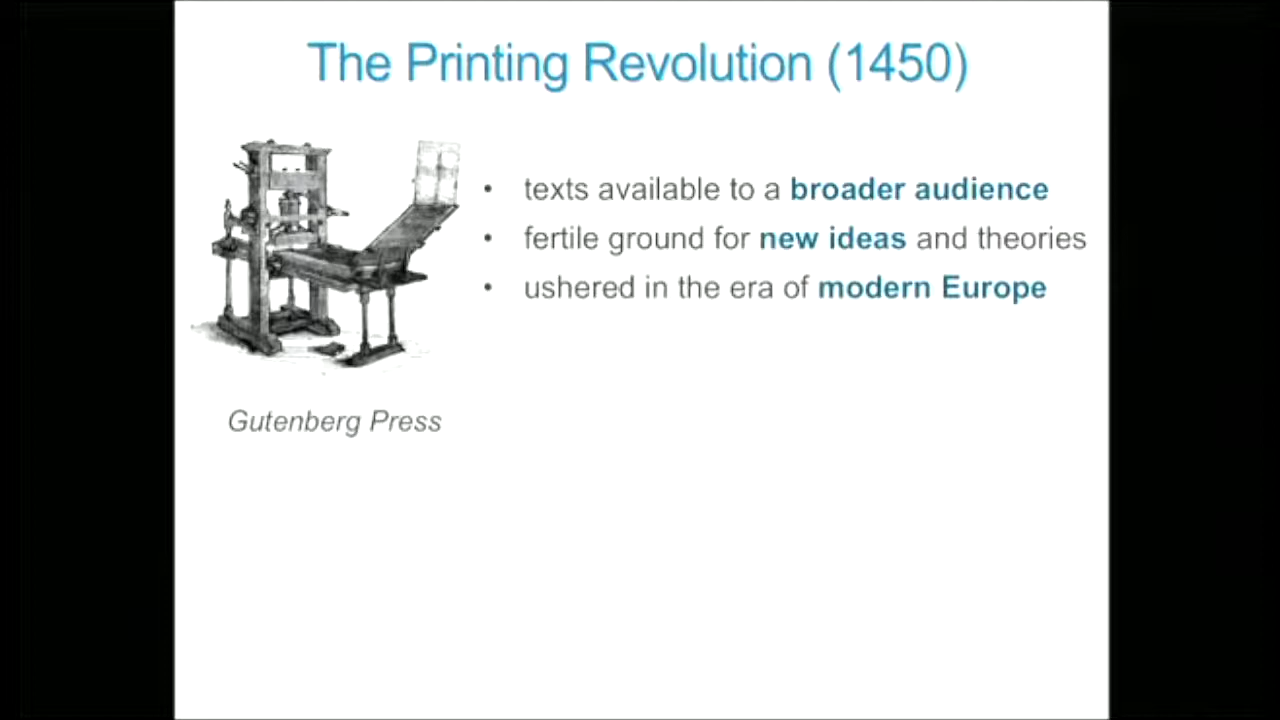 The Printing Revolution (1450)
• texts available to a broader audience
• fertile ground for new ideas and theories
• ushered in the era of modern Europe
Gutenberg Press